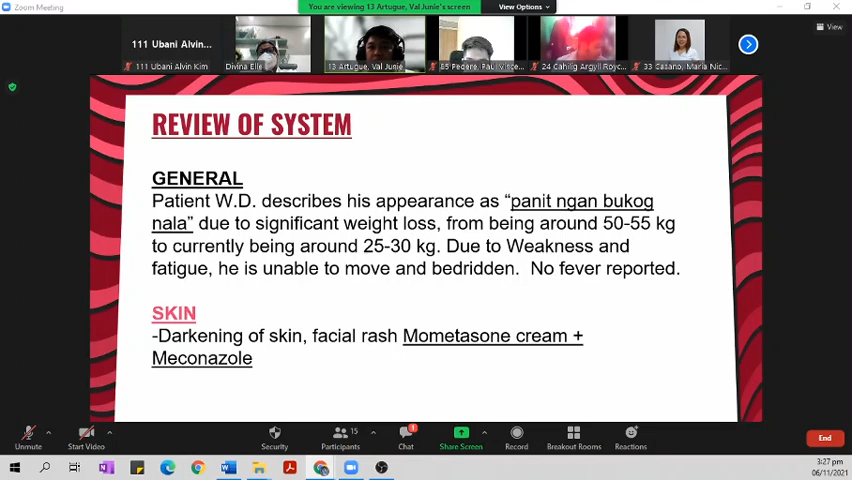 Zoom Meeting
You are viewing 13 Artugue, Val Junie's screen
View Options
View
111 Ubani Alvin...
111 Ubani Alvin Kim
Divina Elle
13 Artugue, Val Junie
24 Cahilig Argyll Royc...
33 Casano, Maria Nic...
REVIEW OF SYSTEM
GENERAL
Patient W.D. describes his appearance as “panit ngan bukog
nala” due to significant weight loss, from being around 50-55 kg
to currently being around 25-30 kg. Due to Weakness and
fatigue, he is unable to move and bedridden. No fever reported.
SKIN
-Darkening of skin, facial rash Mometasone cream +
Meconazole
Unmute
Start Video
Security
15
Participants
1
Chat
Share Screen
Record
Breakout Rooms
Reactions
End
3:27 pm
06/11/2021